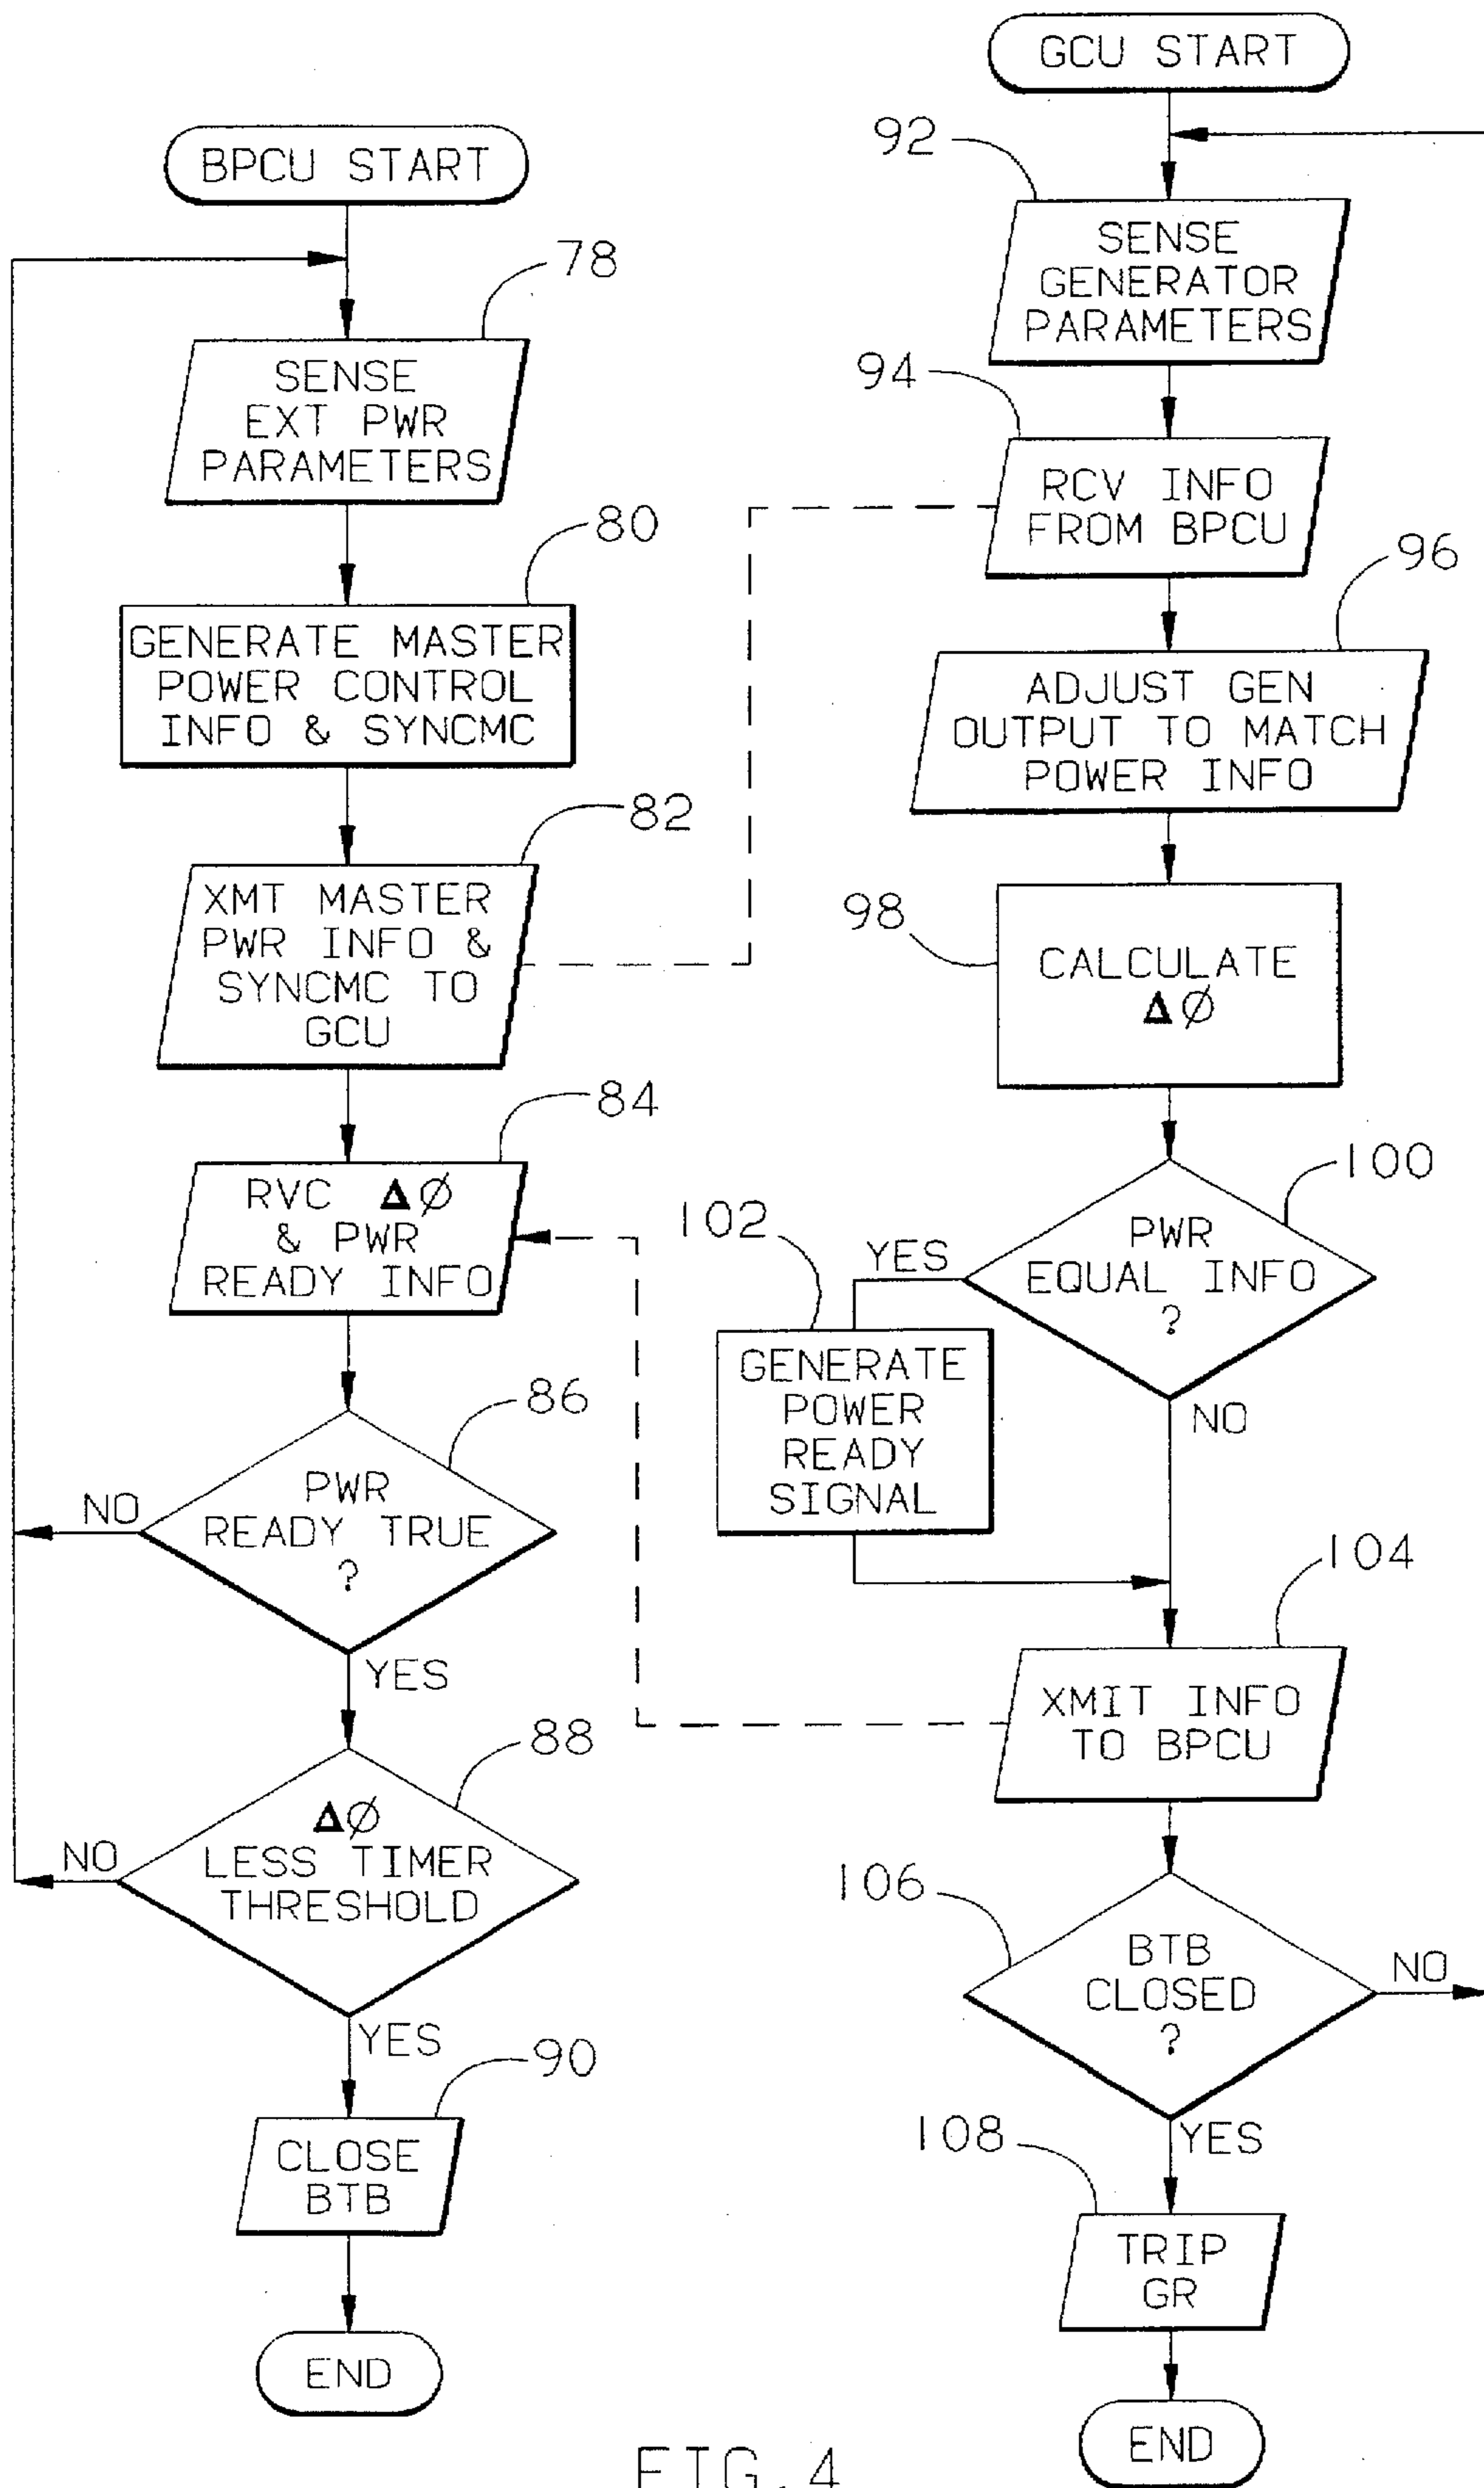 BPCU START
78
SENSE
EXT PWR
PARAMETERS
80
GENERATE MASTER
POWER CONTROL
INFO & SYNCMC
82
XMT MASTER
PWR INFO &
SYNCMC TO
GCU
84
RVC ΔØ
& PWR
READY INFO
86
PWR
READY TRUE
?
NO
YES
88
ΔØ
LESS TIMER
THRESHOLD
NO
YES
90
CLOSE
BTB
END
GCU START
92
SENSE
GENERATOR
PARAMETERS
94
RCV INFO
FROM BPCU
96
ADJUST GEN
OUTPUT TO MATCH
POWER INFO
98
CALCULATE
ΔØ
100
PWR
EQUAL INFO
?
YES
NO
102
GENERATE
POWER
READY
SIGNAL
104
XMIT INFO
TO BPCU
106
BTB
CLOSED
?
NO
YES
108
TRIP
GR
END
FIG.4